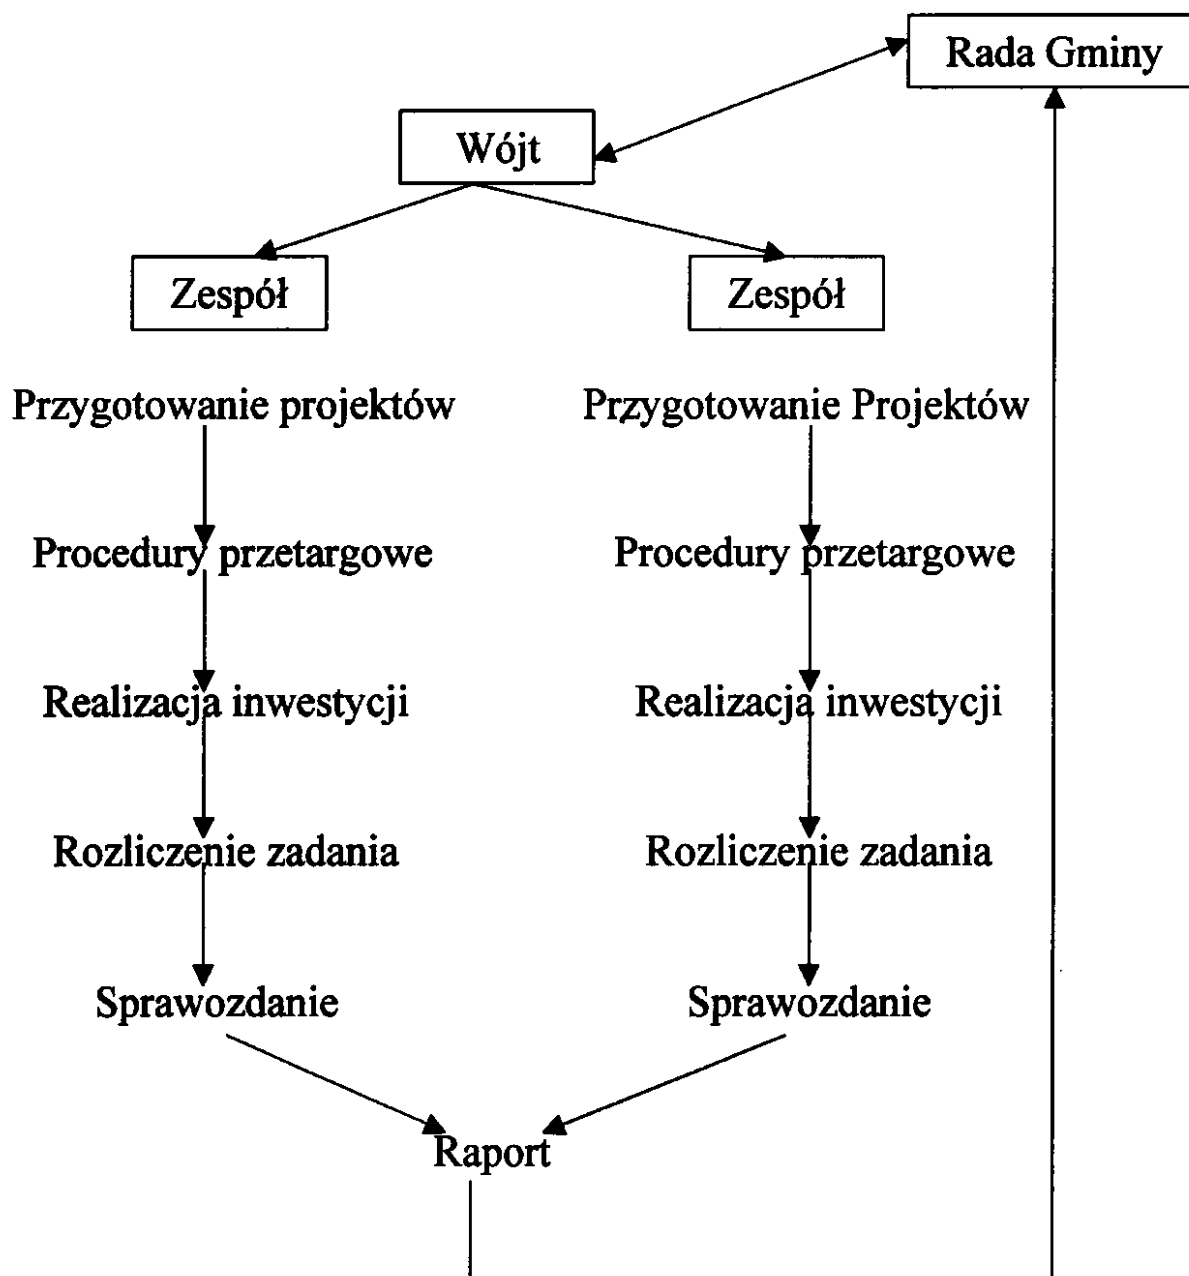 Rada Gminy
Wójt
Zespół
Zespół
Przygotowanie projektów
Przygotowanie Projektów
Procedury przetargowe
Procedury przetargowe
Realizacja inwestycji
Realizacja inwestycji
Rozliczenie zadania
Rozliczenie zadania
Sprawozdanie
Sprawozdanie
Raport